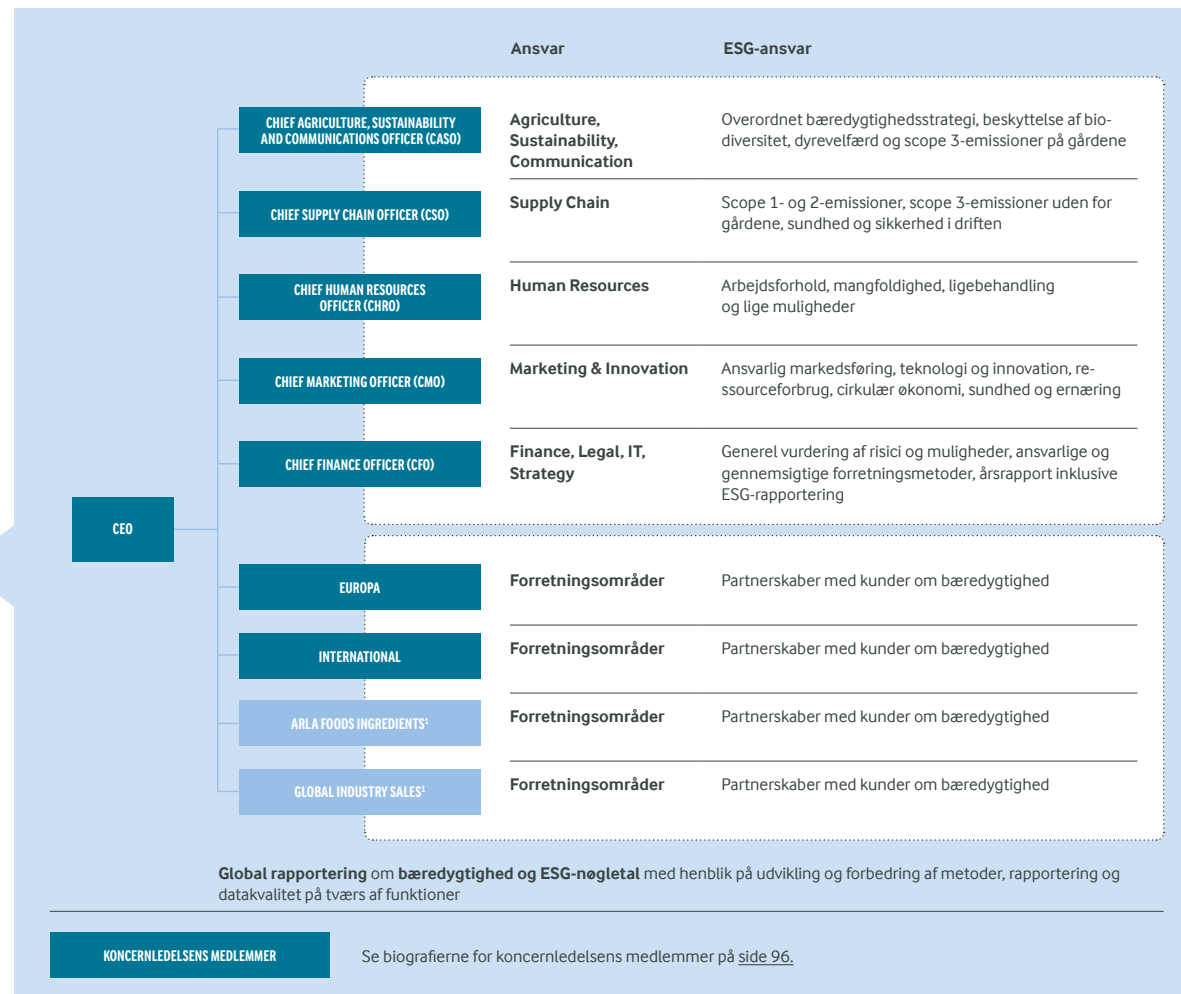 Ansvar ESG-ansvar
CHIEF AGRICULTURE, SUSTAINABILITY
AND COMMUNICATIONS OFFICER (CASO)
Agriculture,
Sustainability,
Communication
Overordnet bæredygtighedsstrategi, beskyttelse af bio-
diversitet, dyrevelfærd og scope 3-emissioner på gårdene
CHIEF SUPPLY CHAIN OFFICER (CSO)
Supply Chain
Scope 1- og 2-emissioner, scope 3-emissioner uden for
gårdene, sundhed og sikkerhed i driften
CHIEF HUMAN RESOURCES
OFFICER (CHRO)
Human Resources
Arbejdsforhold, mangfoldighed, ligebehandling
og lige muligheder
CHIEF MARKETING OFFICER (CMO)
Marketing & Innovation
Ansvarlig markedsføring, teknologi og innovation, re-
ssourceforbrug, cirkulær økonomi, sundhed og ernæring
CHIEF FINANCE OFFICER (CFO)
Finance, Legal, IT,
Strategy
Generel vurdering af risici og muligheder, ansvarlige og
gennemsigtige forretningsmetoder, årsrapport inklusive
ESG-rapportering
CEO
EUROPA
Forretningsområder
Partnerskaber med kunder om bæredygtighed
INTERNATIONAL
Forretningsområder
Partnerskaber med kunder om bæredygtighed
ARLA FOODS INGREDIENTS¹
Forretningsområder
Partnerskaber med kunder om bæredygtighed
GLOBAL INDUSTRY SALES¹
Forretningsområder
Partnerskaber med kunder om bæredygtighed
Global rapportering om bæredygtighed og ESG-nøgletal med henblik på udvikling og forbedring af metoder, rapportering og
datakvalitet på tværs af funktioner
KONCERNLEDELSENS MEDLEMMER
Se biografierne for koncernledelsens medlemmer på side 96.